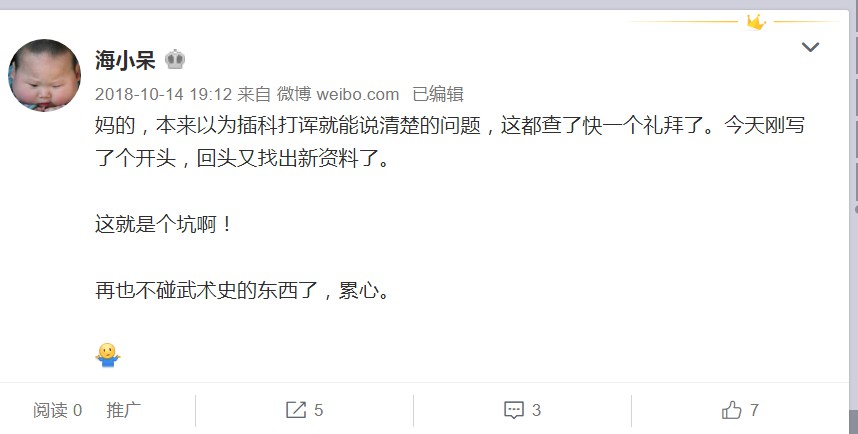 海小呆
2018-10-14 19:12 来自 微博 weibo.com 已编辑
妈的，本来以为插科打诨就能说清楚的问题，这都查了快一个礼拜了。今天刚写
了个开头，回头又找出新资料了。
这就是个坑啊！
再也不碰武术史的东西了，累心。
阅读 0 推广 5 3 7